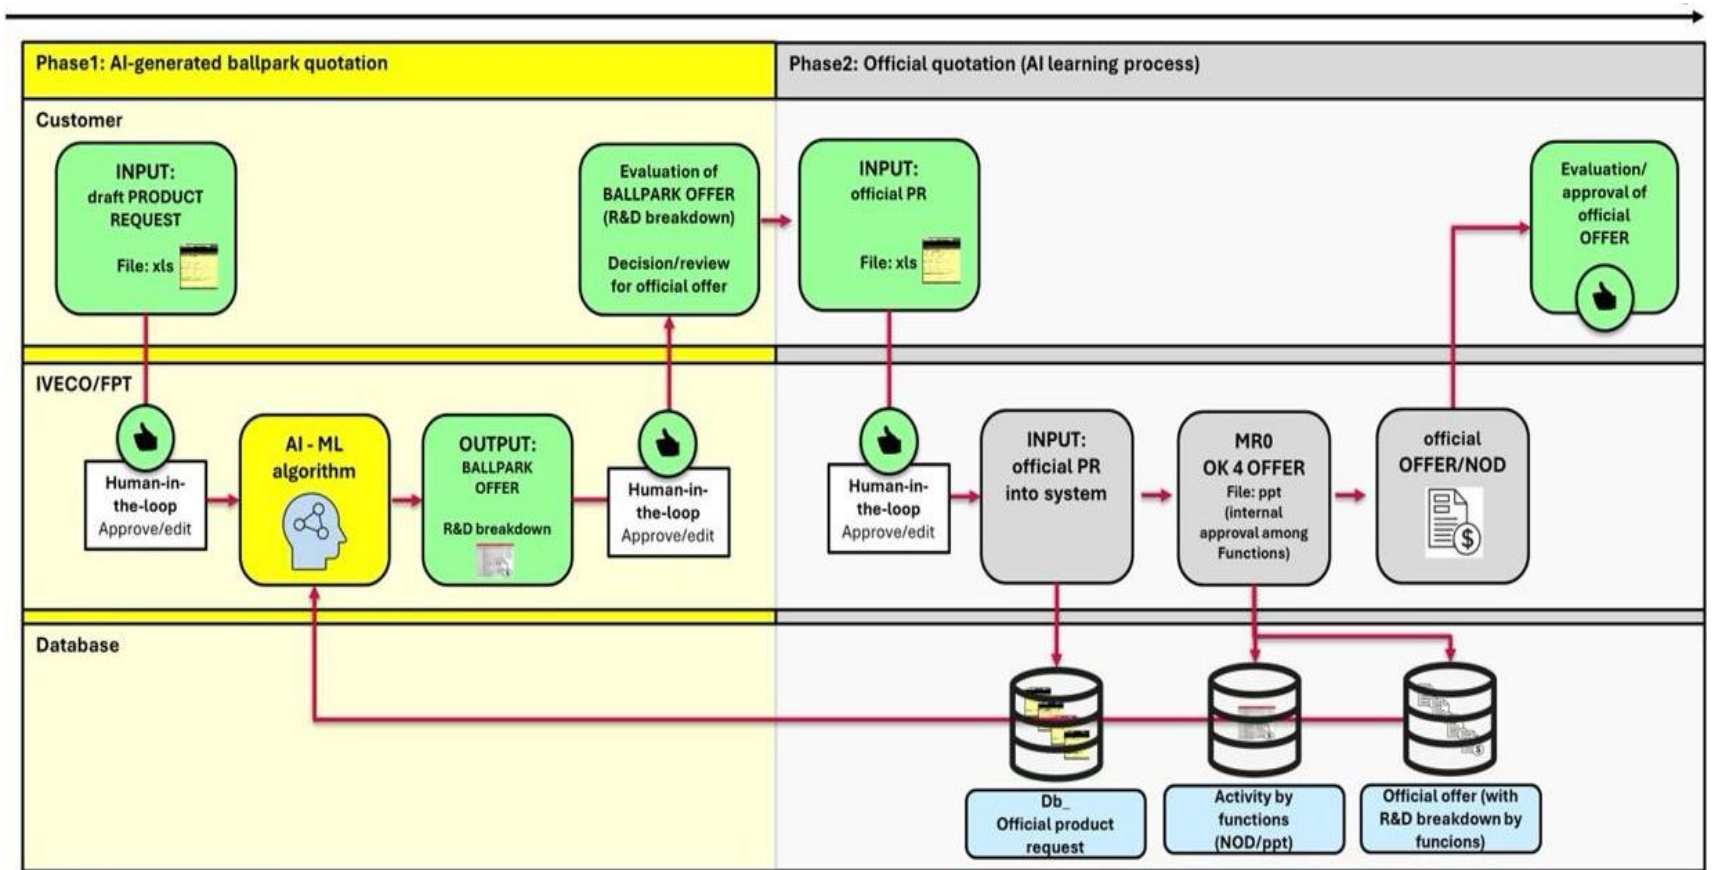 Phase1: AI-generated ballpark quotation
Phase2: Official quotation (AI learning process)
Customer
INPUT:
draft PRODUCT
REQUEST
File: xls
Evaluation of
BALLPARK OFFER
(R&D breakdown)
Decision/review
for official offer
INPUT:
official PR
File: xls
Evaluation/
approval of
official
OFFER
IVECO/FPT
Human-in-
the-loop
Approve/edit
AI - ML
algorithm
OUTPUT:
BALLPARK
OFFER
R&D breakdown
Human-in-
the-loop
Approve/edit
Human-in-
the-loop
Approve/edit
INPUT:
official PR
into system
MR0
OK 4 OFFER
File: ppt
(internal
approval among
Functions)
official
OFFER/NOD
$
Database
Db_
Official product
request
Activity by
functions
(NOD/ppt)
Official offer (with
R&D breakdown by
funcions)